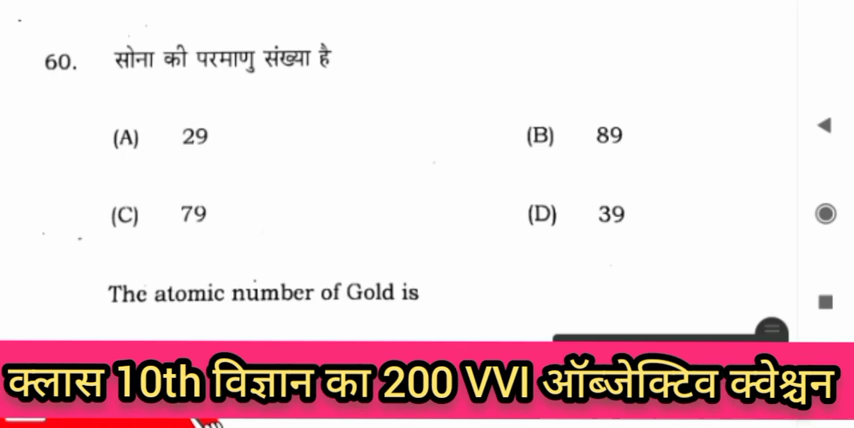 60. सोना की परमाणु संख्या है
(A) 29 (B) 89
(C) 79 (D) 39
The atomic number of Gold is
क्लास 10th विज्ञान का 200 VVI ऑब्जेक्टिव क्वेश्चन